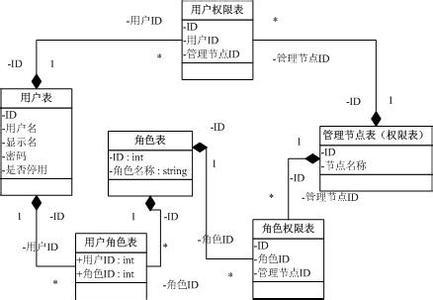 用户权限表
-ID
-用户ID
-管理节点ID
-用户ID
*
*
-管理节点ID
-ID
1
-ID
1
用户表
-ID
-用户名
-显示名
-密码
-是否停用
角色表
-ID : int
-角色名称 : string
-ID
1
管理节点表（权限表）
-ID
-节点名称
1
-ID
1
-ID
1
-ID
*
-管理节点ID
-用户ID
*
用户角色表
+用户ID : int
+角色ID : int
*
-角色ID
-角色ID
*
角色权限表
-ID
-角色ID
-管理节点ID